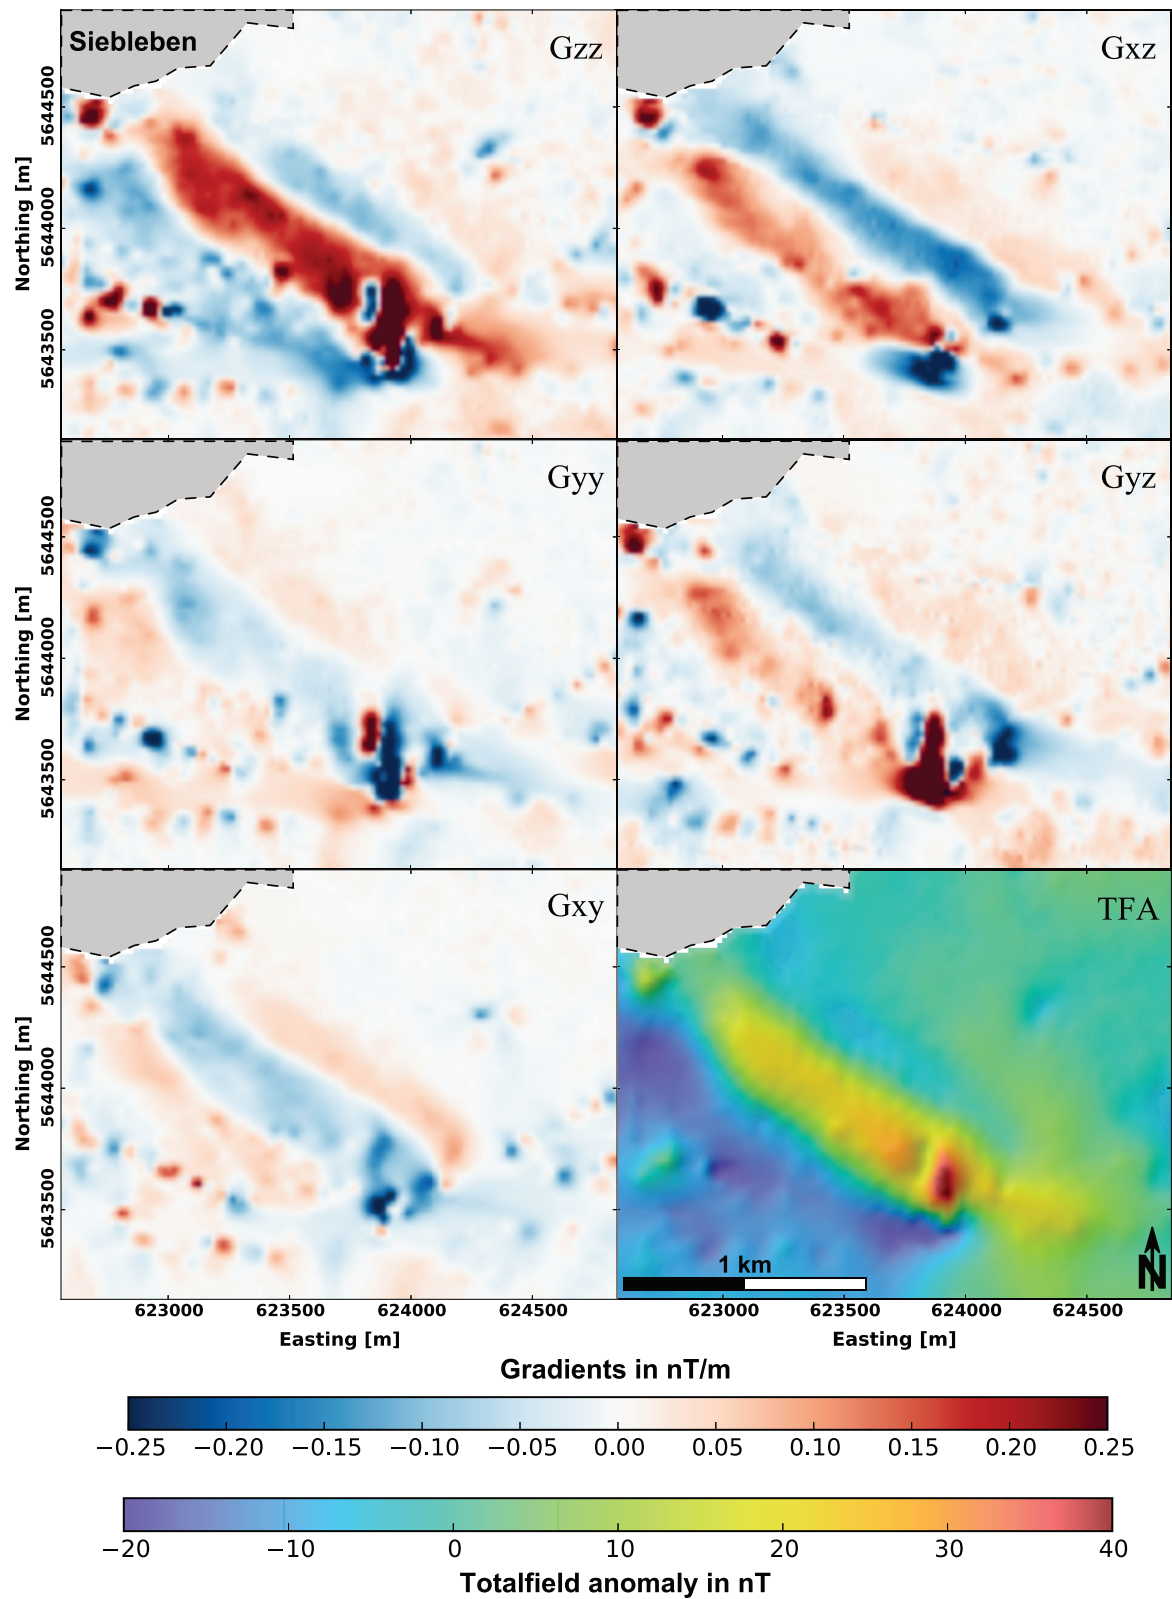 Siebleben
Gzz
Gxz
Northing [m]
5644500
5644000
5643500
Gyy
Gyz
Northing [m]
5644500
5644000
5643500
Gxy
TFA
Northing [m]
5644500
5644000
5643500
1 km
N
623000 623500 624000 624500
623000 623500 624000 624500
Easting [m]
Easting [m]
Gradients in nT/m
−0.25 −0.20 −0.15 −0.10 −0.05 0.00 0.05 0.10 0.15 0.20 0.25
−20 −10 0 10 20 30 40
Totalfield anomaly in nT